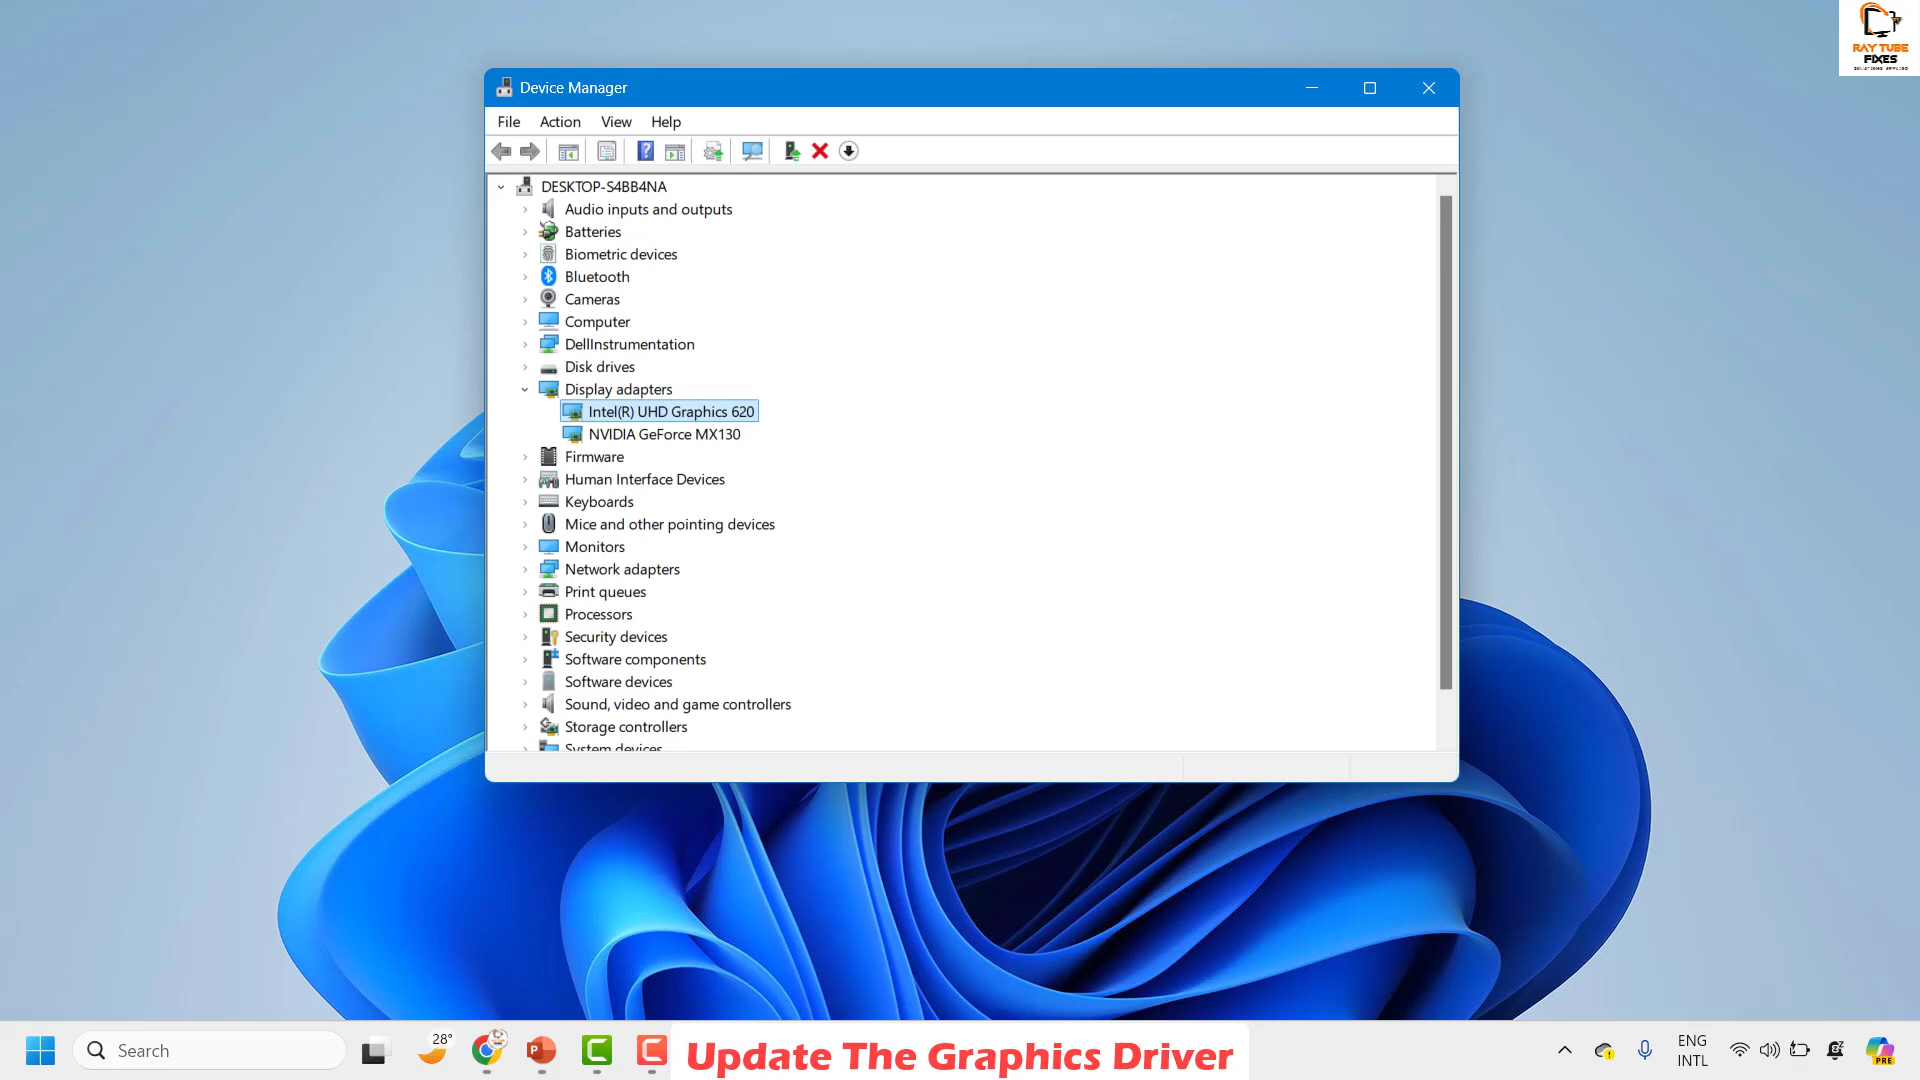 RAY TUBE
FIXES
Device Manager
File Action View Help
DESKTOP-S4BB4NA
Audio inputs and outputs
Batteries
Biometric devices
Bluetooth
Cameras
Computer
DellInstrumentation
Disk drives
Display adapters
Intel(R) UHD Graphics 620
NVIDIA GeForce MX130
Firmware
Human Interface Devices
Keyboards
Mice and other pointing devices
Monitors
Network adapters
Print queues
Processors
Security devices
Software components
Software devices
Sound, video and game controllers
Storage controllers
System devices
Search
28°
Update The Graphics Driver
ENG
INTL
PRE